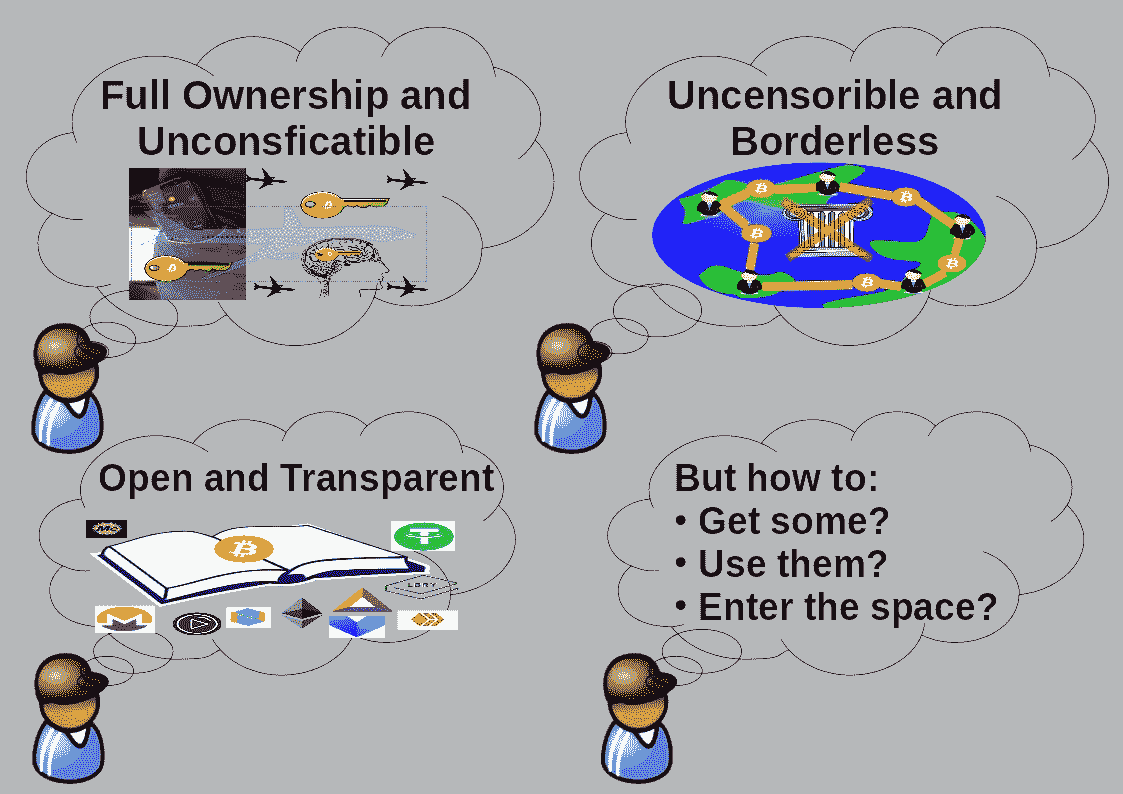 Full Ownership and
Unconsficatible
Uncensorible and
Borderless
Open and Transparent
LBRY
But how to:
• Get some?
• Use them?
• Enter the space?